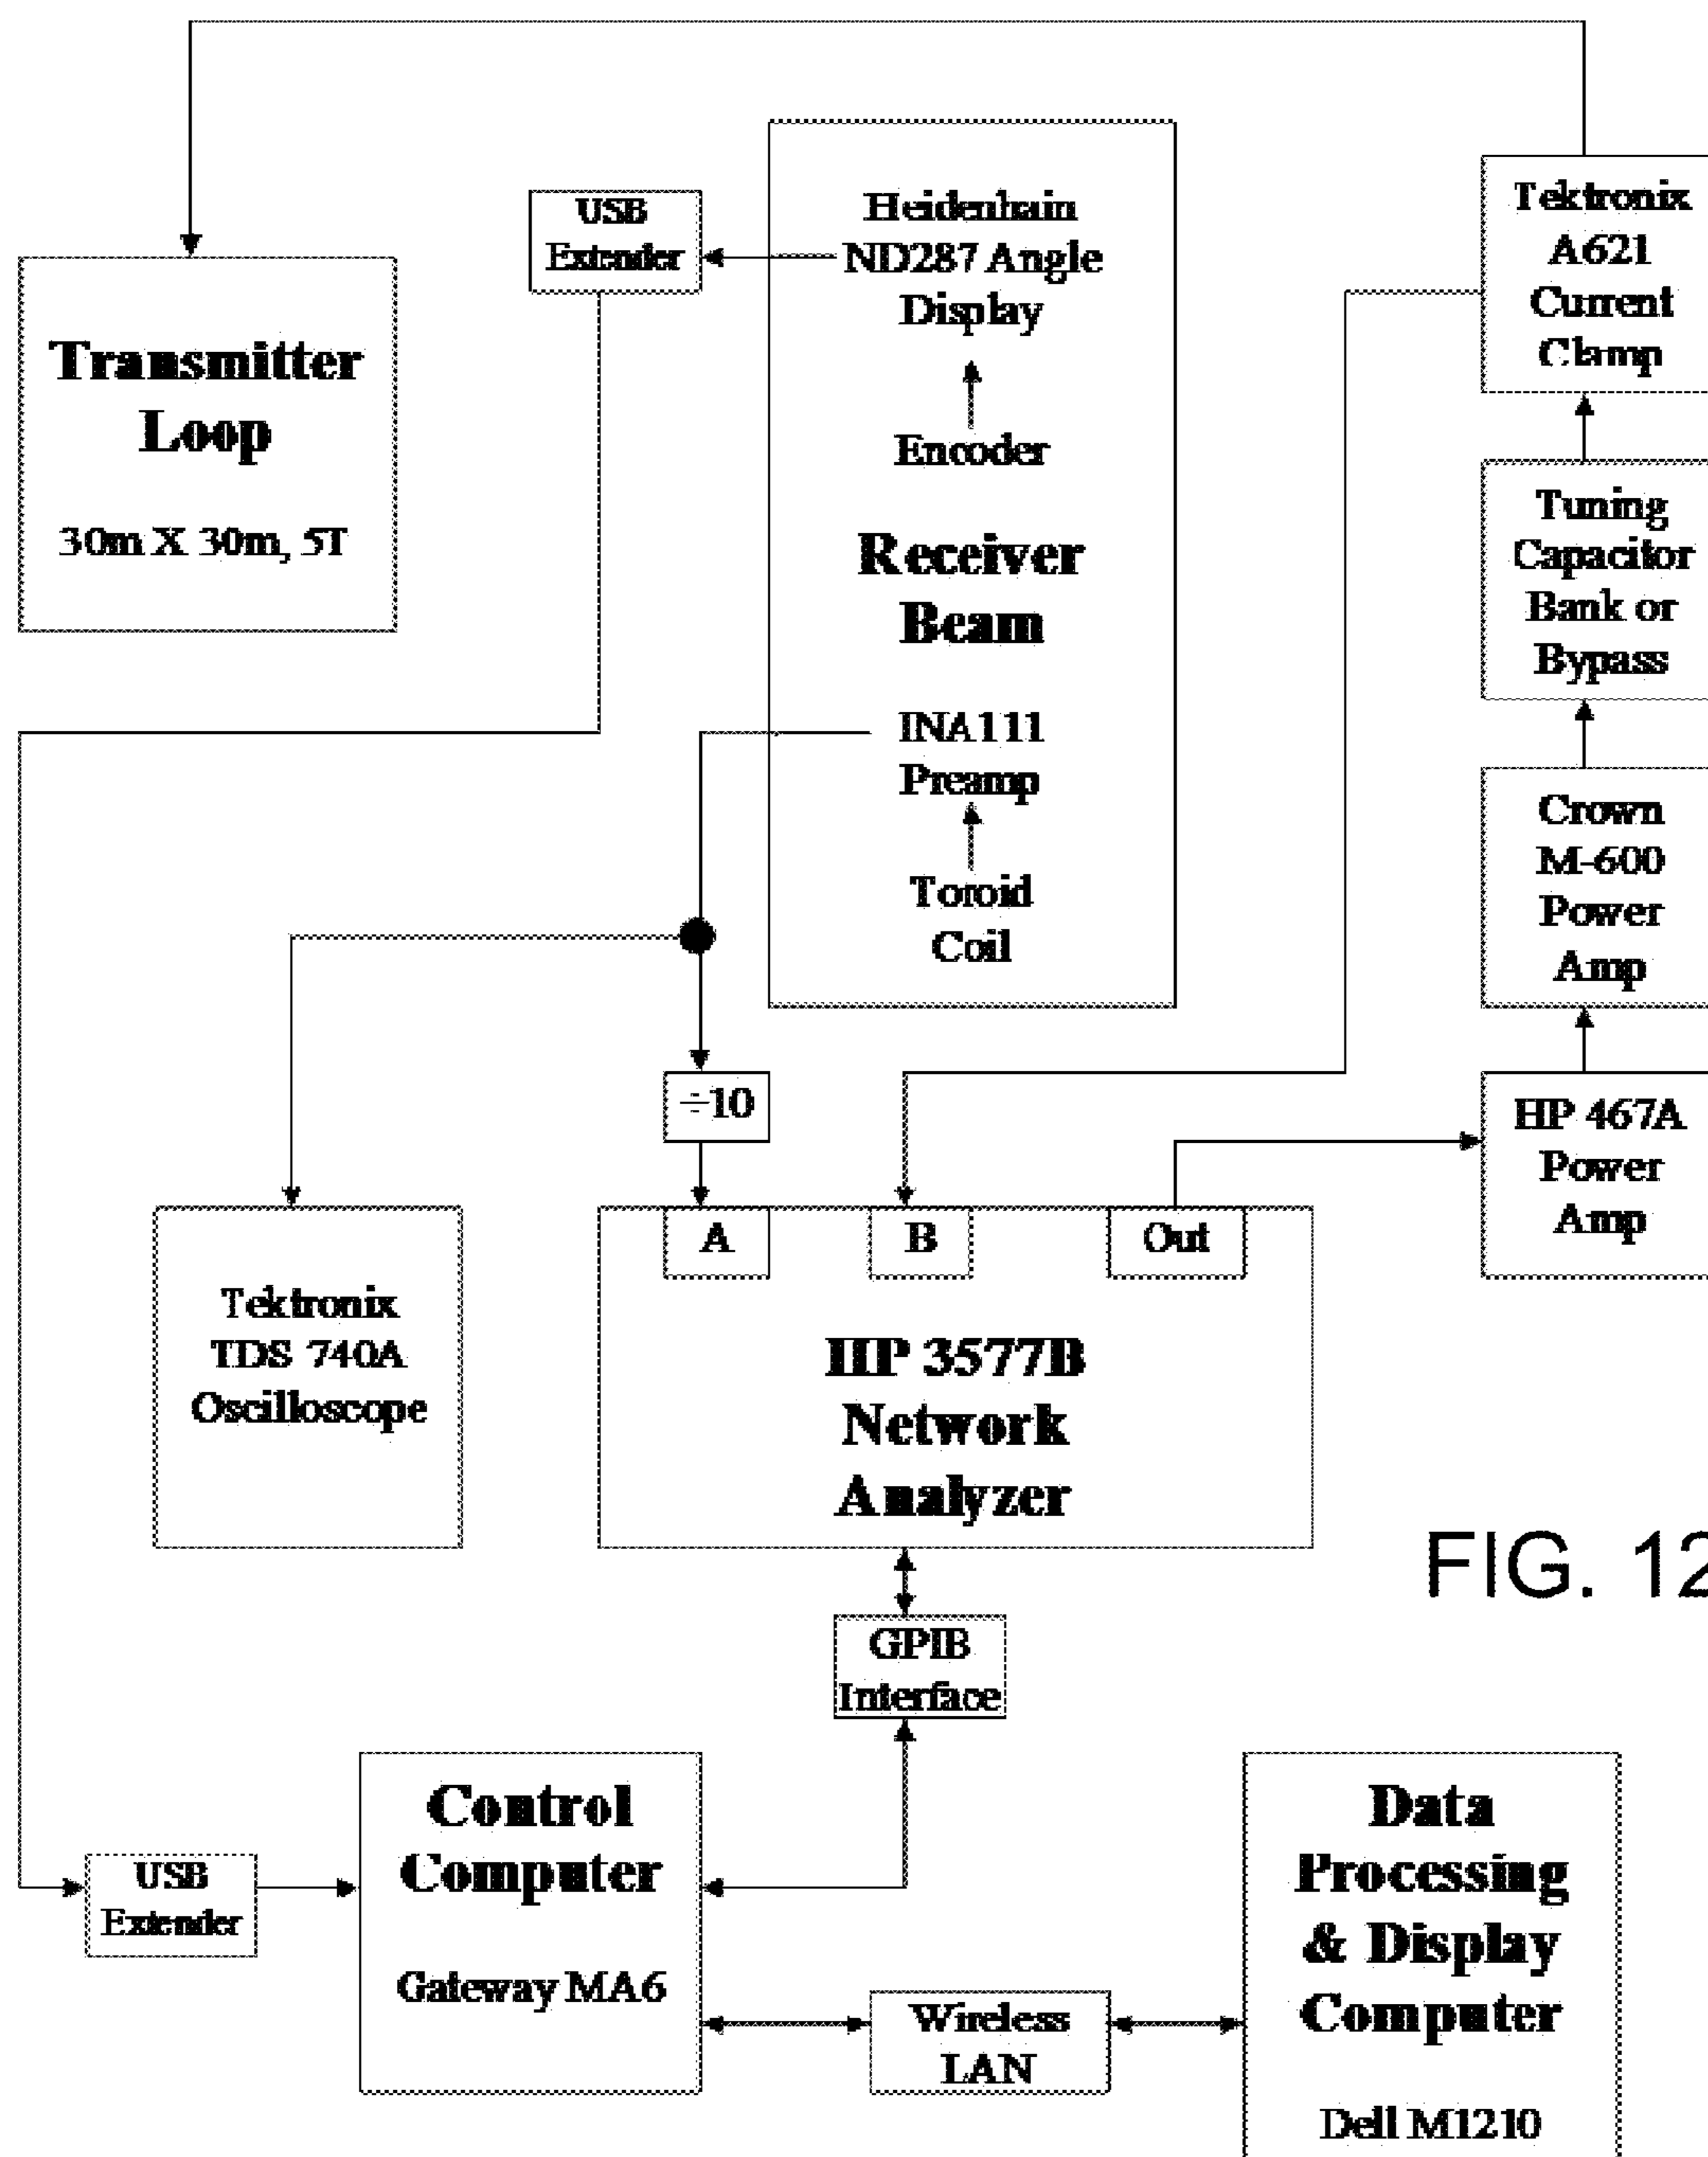 Transmitter
Loop
30m X 30m, 5T
USB
Extender
Heidenhain
ND287 Angle
Display
Encoder
Receiver
Beam
INA111
Preamp
Toroid
Coil
Tektronix
A621
Current
Clamp
Tuning
Capacitor
Bank or
Bypass
Crown
M-600
Power
Amp
HP 467A
Power
Amp
÷10
A
B
Out
HP 3577B
Network
Analyzer
Tektronix
TDS 740A
Oscilloscope
FIG. 12
GPIB
Interface
USB
Extender
Control
Computer
Gateway MA6
Wireless
LAN
Data
Processing
& Display
Computer
Dell M1210